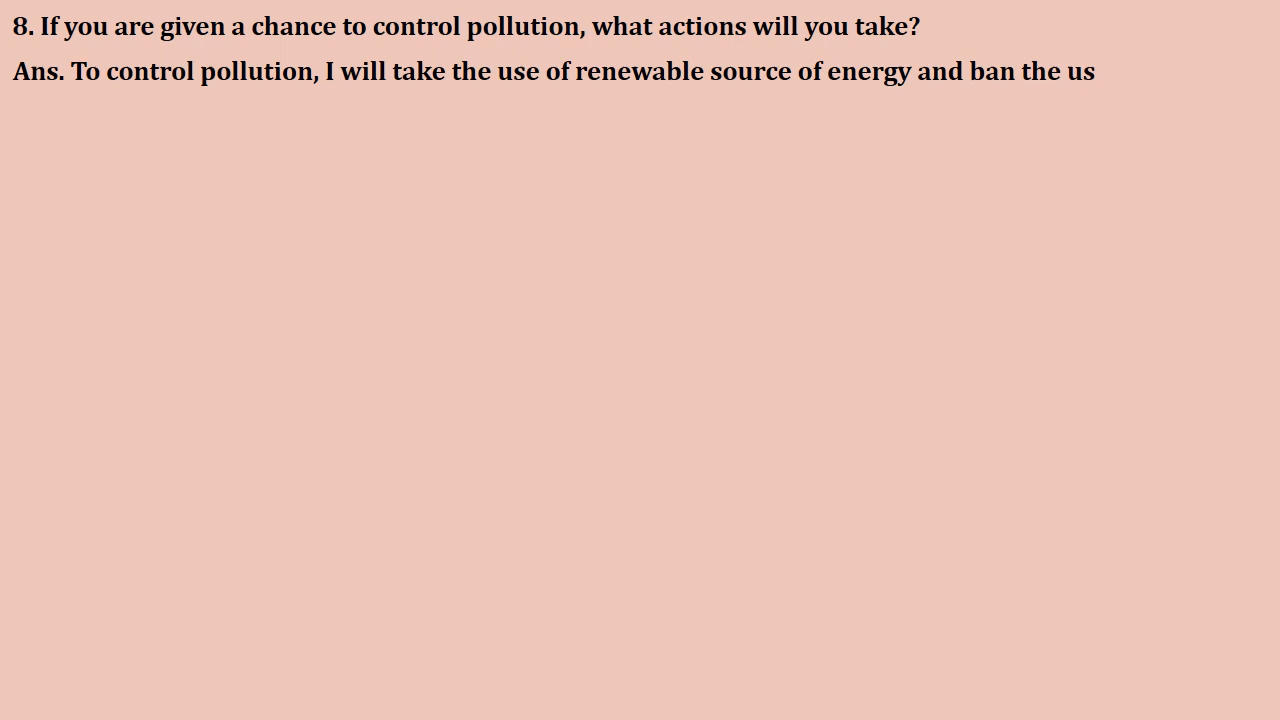 8. If you are given a chance to control pollution, what actions will you take?
Ans. To control pollution, I will take the use of renewable source of energy and ban the us